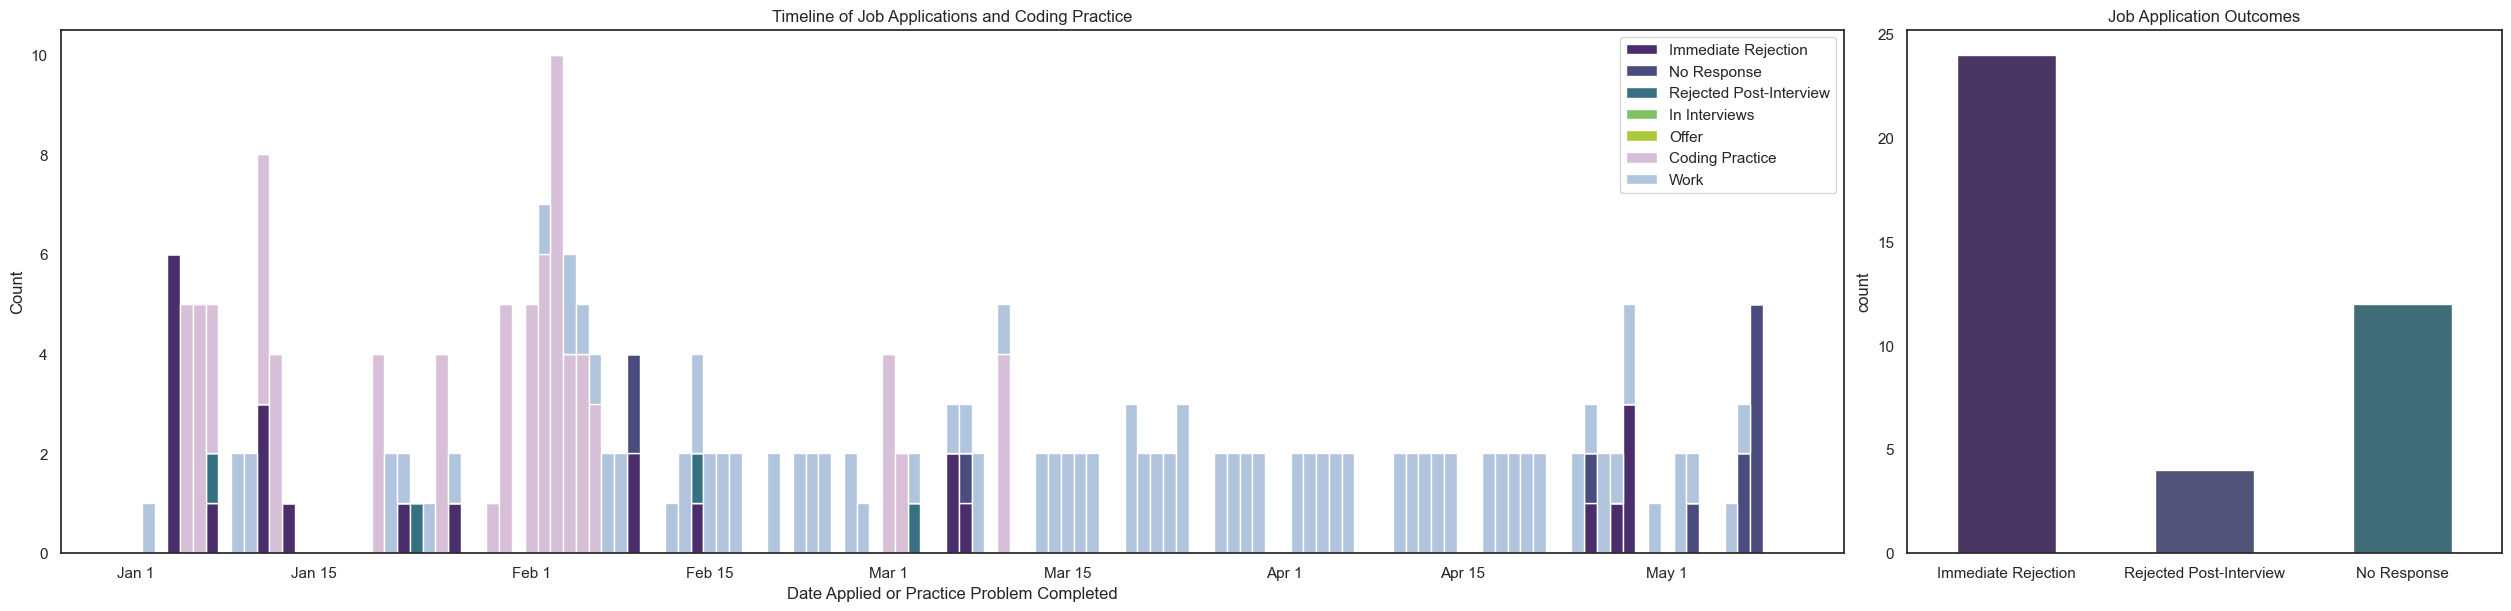 Timeline of Job Applications and Coding Practice
Count
10
8
6
4
2
0
Immediate Rejection
No Response
Rejected Post-Interview
In Interviews
Offer
Coding Practice
Work
Jan 1
Jan 15
Feb 1
Feb 15
Mar 1
Mar 15
Apr 1
Apr 15
May 1
Date Applied or Practice Problem Completed
Job Application Outcomes
count
25
20
15
10
5
0
Immediate Rejection
Rejected Post-Interview
No Response